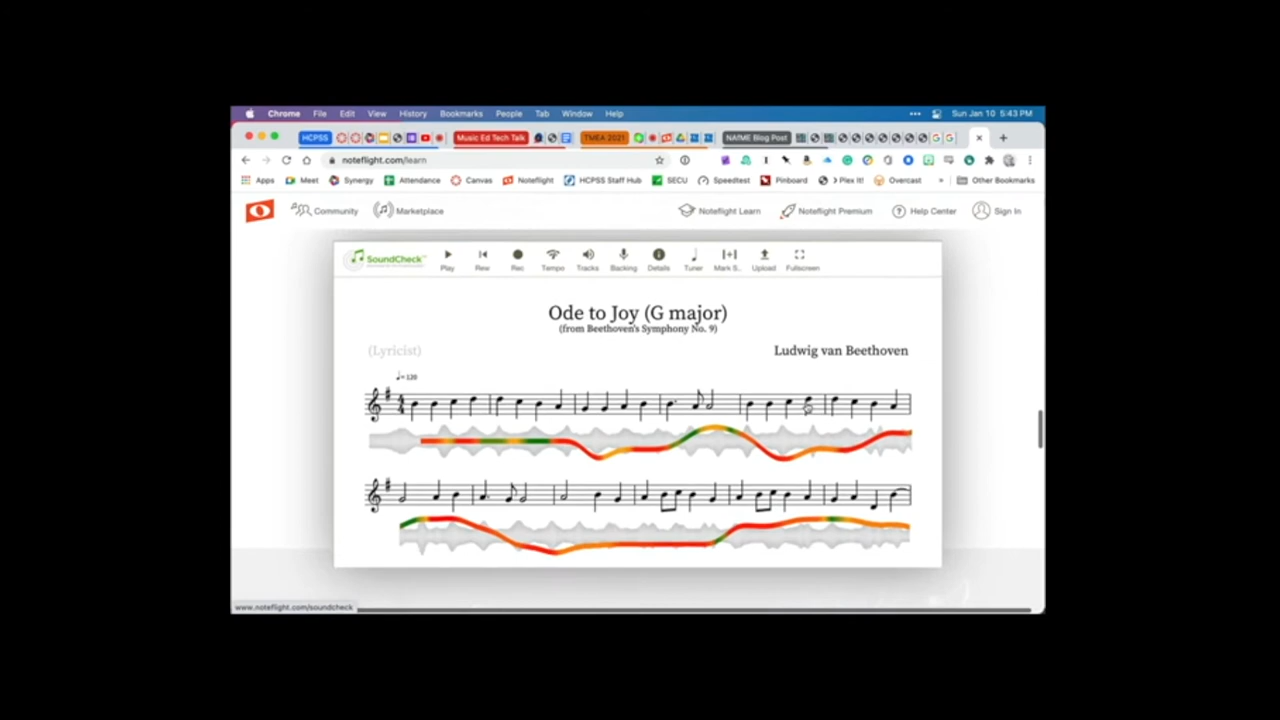 Chrome File Edit View History Bookmarks People Tab Window Help ••• Sun Jan 10 5:43 PM
HCPSS Music Ed Tech Talk TMEA 2021 NAfME Blog Post
noteflight.com/learn
Apps Meet Synergy Attendance Canvas Noteflight HCPSS Staff Hub SECU Speedtest Pinboard > Plex It! Overcast » Other Bookmarks
Community Marketplace Noteflight Learn Noteflight Premium Help Center Sign In
SoundCheck™ Play Rew Rec Tempo Tracks Backing Details Tuner Mark S.. Upload Fullscreen
Ode to Joy (G major)
(from Beethoven's Symphony No. 9)
(Lyricist) Ludwig van Beethoven
♩= 120
www.noteflight.com/soundcheck